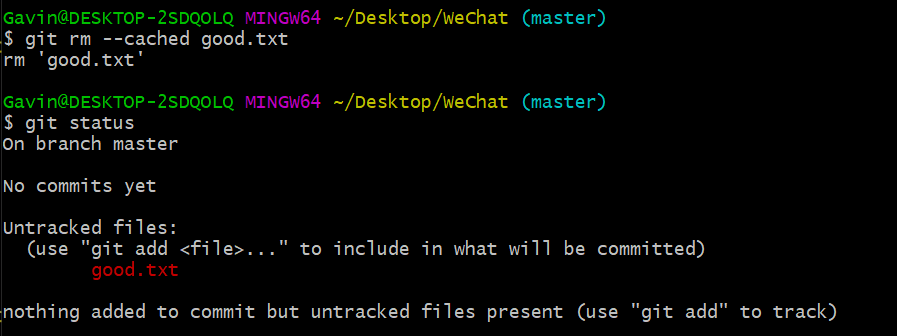 Gavin@DESKTOP-2SDQOLQ MINGW64 ~/Desktop/WeChat (master)
$ git rm --cached good.txt
rm 'good.txt'
Gavin@DESKTOP-2SDQOLQ MINGW64 ~/Desktop/WeChat (master)
$ git status
On branch master
No commits yet
Untracked files:
  (use "git add <file>..." to include in what will be committed)
        good.txt
nothing added to commit but untracked files present (use "git add" to track)